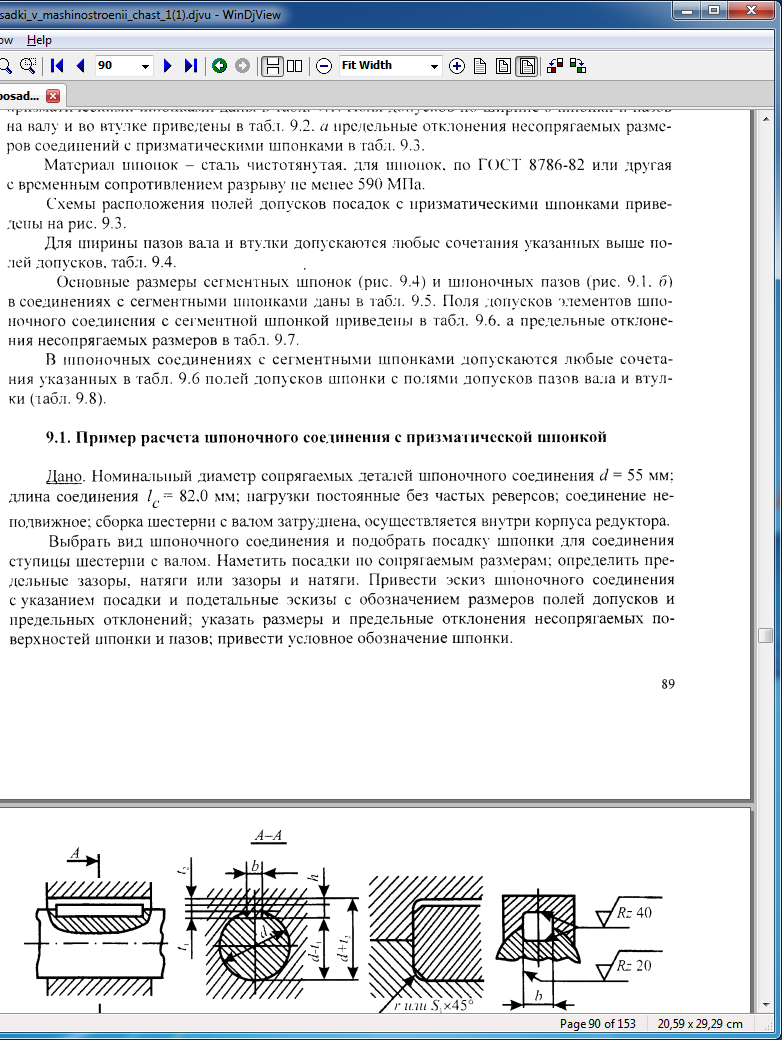 sadki_v_mashinostroenii_chast_1(1).djvu - WinDjView
ow Help
90 Fit Width
posad...
на валу и во втулке приведены в табл. 9.2, а предельные отклонения несопрягаемых разме-
ров соединений с призматическими шпонками в табл. 9.3.
Материал шпонок – сталь чистотянутая, для шпонок, по ГОСТ 8786-82 или другая
с временным сопротивлением разрыву не менее 590 МПа.
Схемы расположения полей допусков посадок с призматическими шпонками приве-
дены на рис. 9.3.
Для ширины пазов вала и втулки допускаются любые сочетания указанных выше по-
лей допусков, табл. 9.4.
Основные размеры сегментных шпонок (рис. 9.4) и шпоночных пазов (рис. 9.1, б)
в соединениях с сегментными шпонками даны в табл. 9.5. Поля допусков элементов шпо-
ночного соединения с сегментной шпонкой приведены в табл. 9.6, а предельные отклоне-
ния несопрягаемых размеров в табл. 9.7.
В шпоночных соединениях с сегментными шпонками допускаются любые сочета-
ния указанных в табл. 9.6 полей допусков шпонки с полями допусков пазов вала и втул-
ки (табл. 9.8).
9.1. Пример расчета шпоночного соединения с призматической шпонкой
Дано. Номинальный диаметр сопрягаемых деталей шпоночного соединения d = 55 мм;
длина соединения lc = 82,0 мм; нагрузки постоянные без частых реверсов; соединение не-
подвижное; сборка шестерни с валом затруднена, осуществляется внутри корпуса редуктора.
Выбрать вид шпоночного соединения и подобрать посадку шпонки для соединения
ступицы шестерни с валом. Наметить посадки по сопрягаемым размерам; определить пре-
дельные зазоры, натяги или зазоры и натяги. Привести эскиз шпоночного соединения
с указанием посадки и подетальные эскизы с обозначением размеров полей допусков и
предельных отклонений; указать размеры и предельные отклонения несопрягаемых по-
верхностей шпонки и пазов; привести условное обозначение шпонки.
89
A–A
A
t2
b
h
t1
d
d-t1
d+t2
r или S1×45°
Rz 40
Rz 20
b
Page 90 of 153 20,59 x 29,29 cm